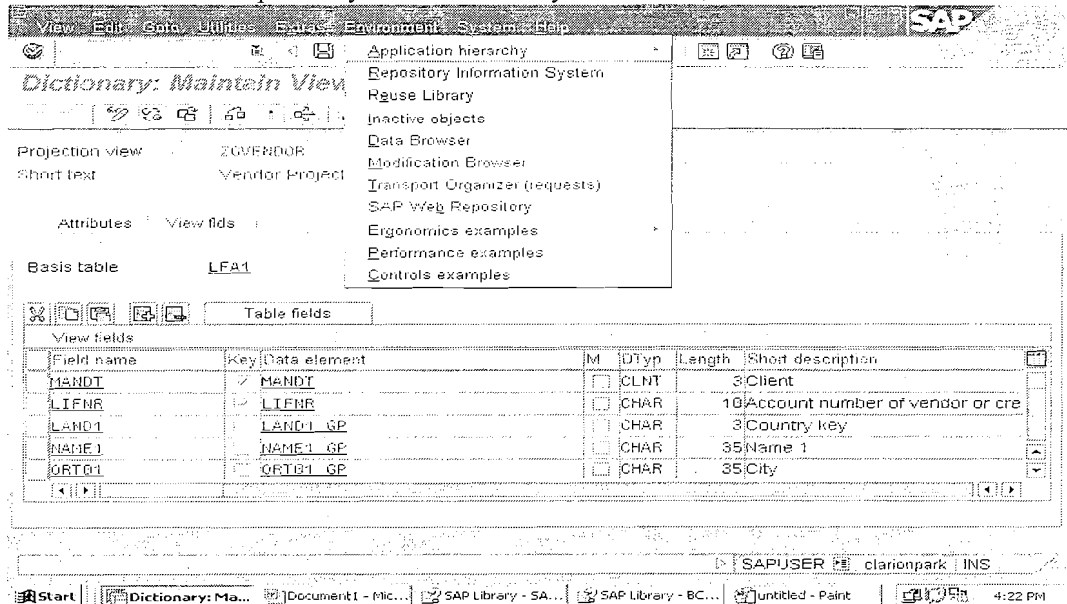 View Edit Goto Utilities Extras Environment System Help
SAP
Application hierarchy
Repository Information System
Reuse Library
Inactive objects
Data Browser
Modification Browser
Transport Organizer (requests)
SAP Web Repository
Ergonomics examples
Performance examples
Controls examples
Dictionary: Maintain View
Projection view ZGVENDOR
Short text Vendor Project
Attributes View flds
Basis table LFA1
Table fields
View fields
Field name Key Data element M DTyp Length Short description
MANDT MANDT CLNT 3 Client
LIFNR LIFNR CHAR 10 Account number of vendor or cre
LAND1 LAND1_GP CHAR 3 Country key
NAME1 NAME1_GP CHAR 35 Name 1
ORT01 ORT01_GP CHAR 35 City
SAPUSER clarionpark INS
Start Dictionary: Ma... Document1 - Mic... SAP Library - SA... SAP Library - BC... untitled - Paint 4:22 PM